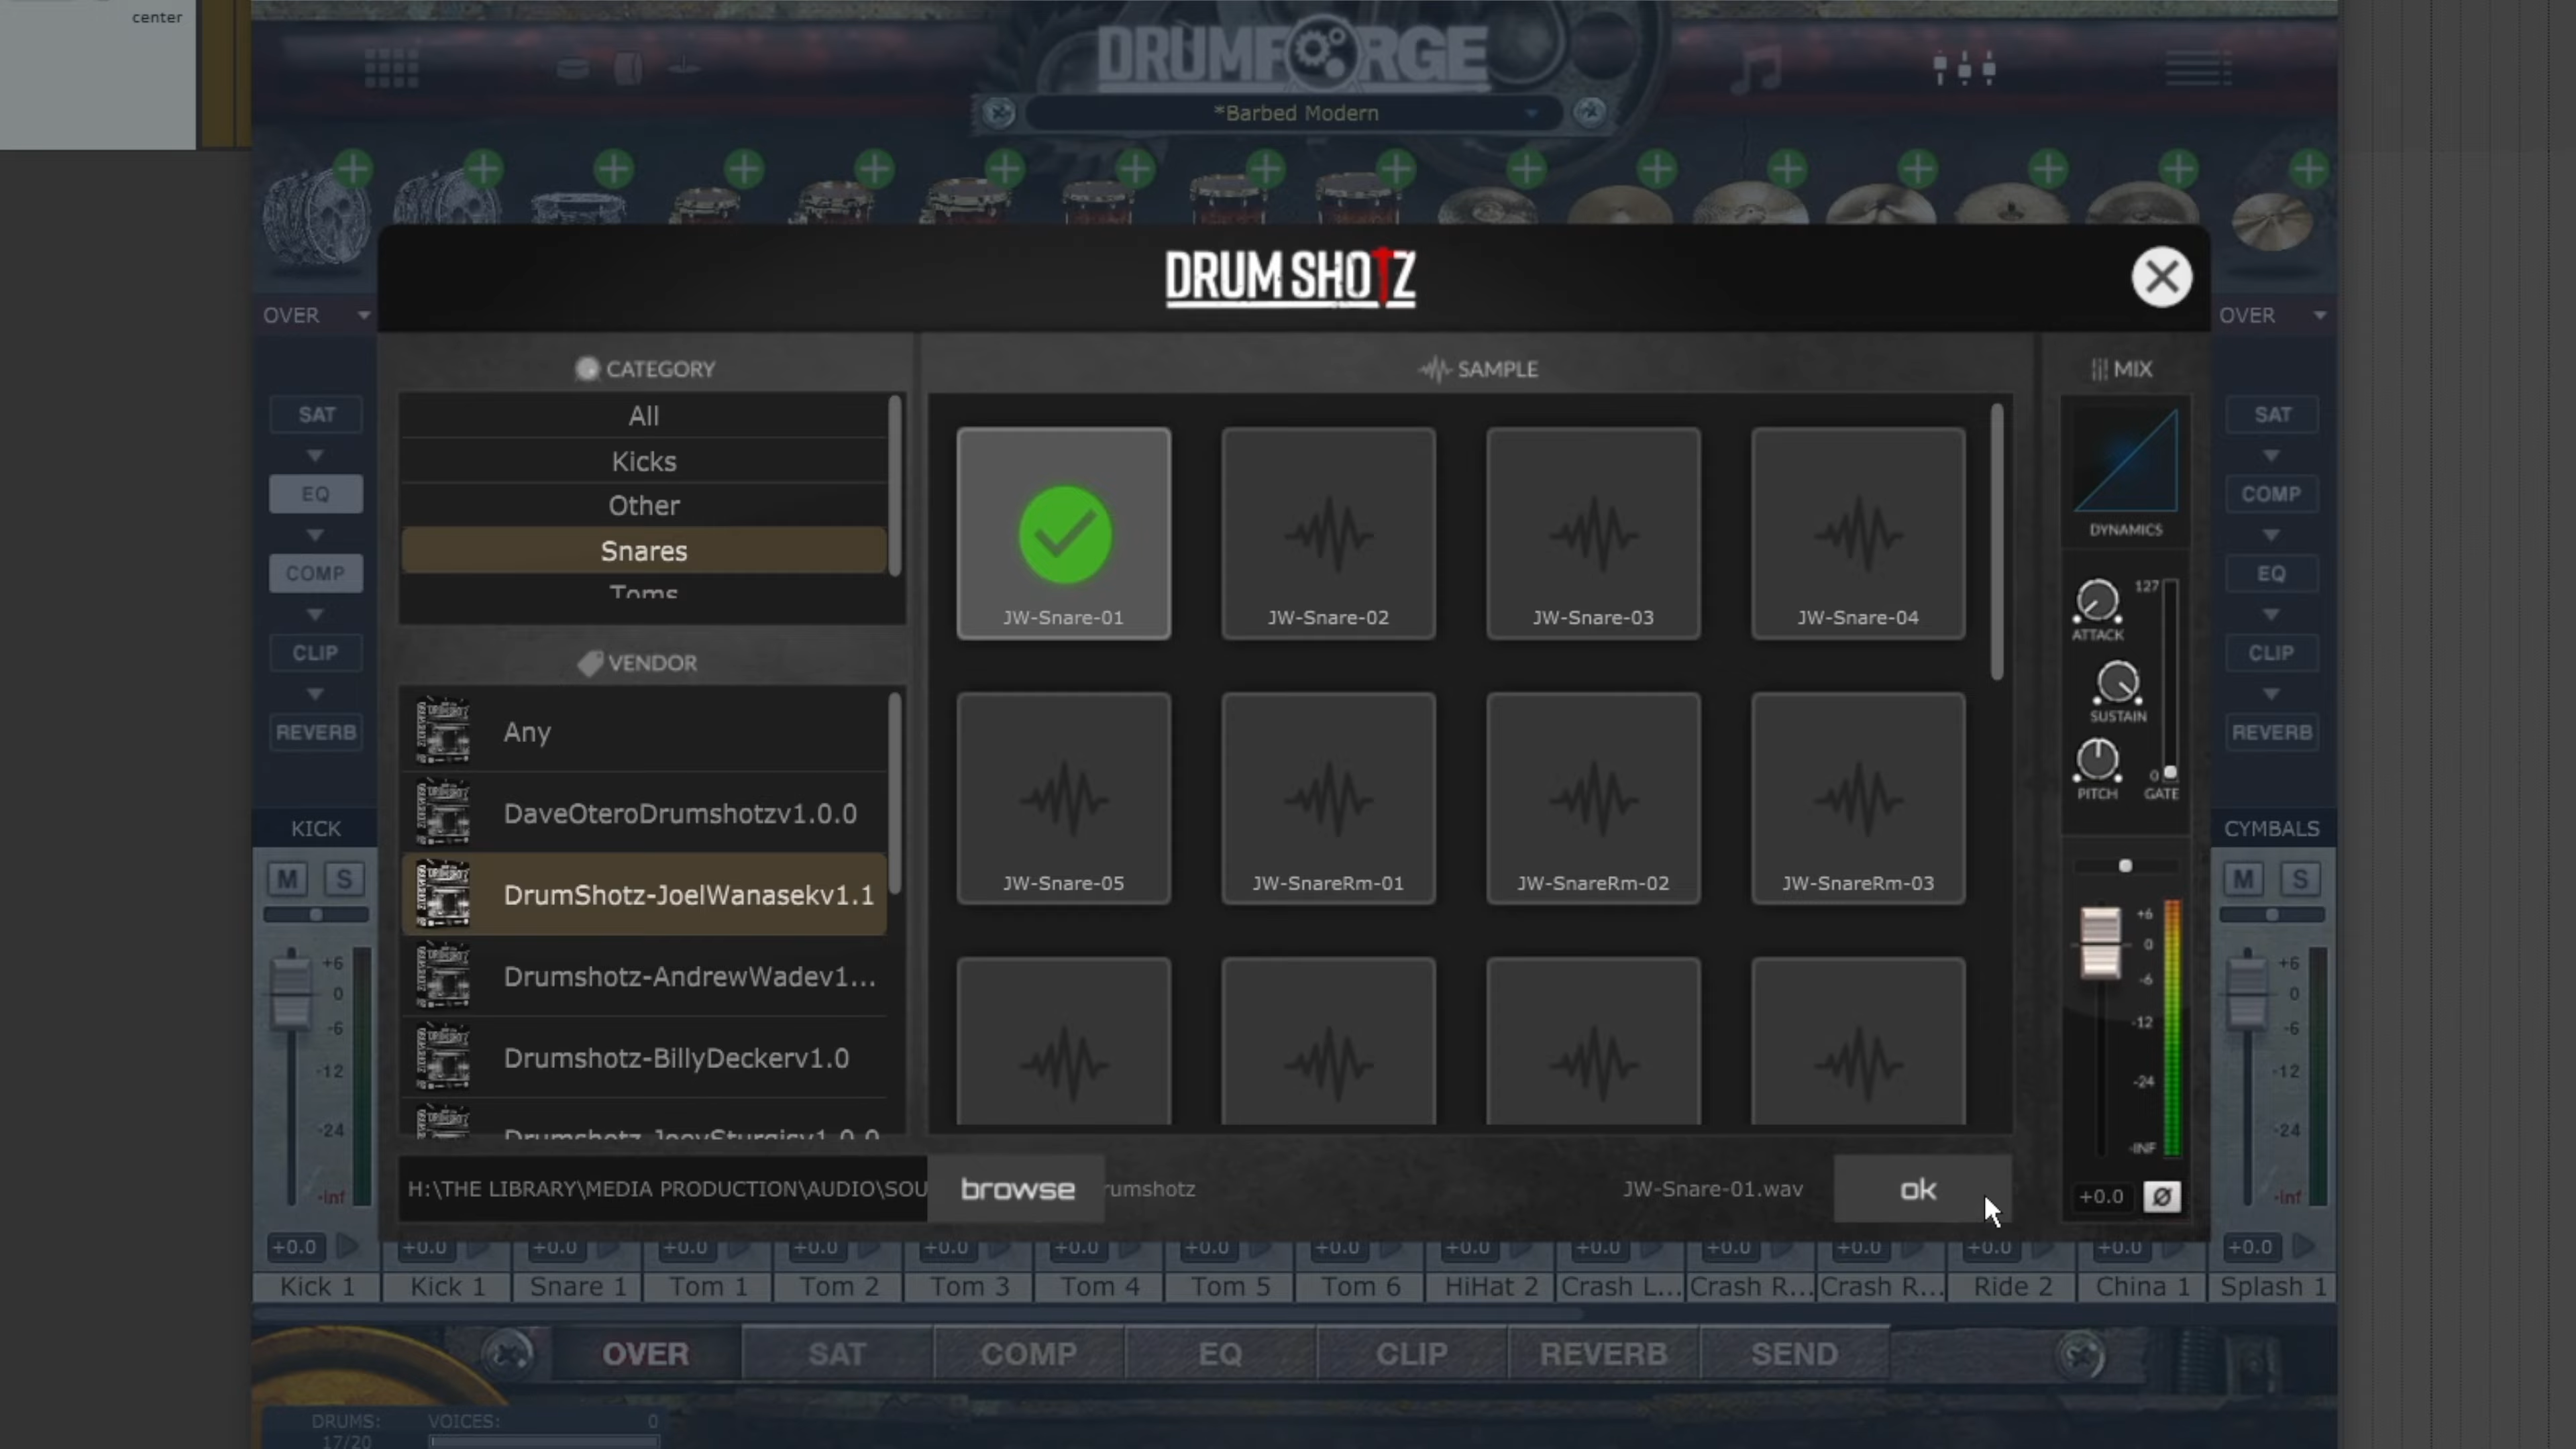 center
DRUMFORGE
*Barbed Modern
DRUMSHOTZ
OVER
OVER
CATEGORY
SAMPLE
MIX
All
Kicks
Other
Snares
Toms
SAT
EQ
COMP
CLIP
REVERB
JW-Snare-01
JW-Snare-02
JW-Snare-03
JW-Snare-04
DYNAMICS
127
ATTACK
SUSTAIN
0
PITCH
GATE
SAT
COMP
EQ
CLIP
REVERB
VENDOR
Any
DaveOteroDrumshotzv1.0.0
DrumShotz-JoelWanasekv1.1
Drumshotz-AndrewWadev1...
Drumshotz-BillyDeckerv1.0
Drumshotz-JoeySturgisv1.0.0
JW-Snare-05
JW-SnareRm-01
JW-SnareRm-02
JW-SnareRm-03
KICK
M S
+6
0
-6
-12
-24
-Inf
+6
0
-6
-12
-24
-INF
+0.0 Ø
CYMBALS
M S
+6
0
-6
-12
-24
-Inf
H:\THE LIBRARY\MEDIA PRODUCTION\AUDIO\SOU
browse
rumshotz
JW-Snare-01.wav
ok
+0.0 +0.0 +0.0 +0.0 +0.0 +0.0 +0.0 +0.0 +0.0 +0.0 +0.0 +0.0 +0.0 +0.0 +0.0 +0.0
Kick 1 Kick 1 Snare 1 Tom 1 Tom 2 Tom 3 Tom 4 Tom 5 Tom 6 HiHat 2 Crash L... Crash R... Crash R... Ride 2 China 1 Splash 1
OVER SAT COMP EQ CLIP REVERB SEND
DRUMS: VOICES: 0
17/20